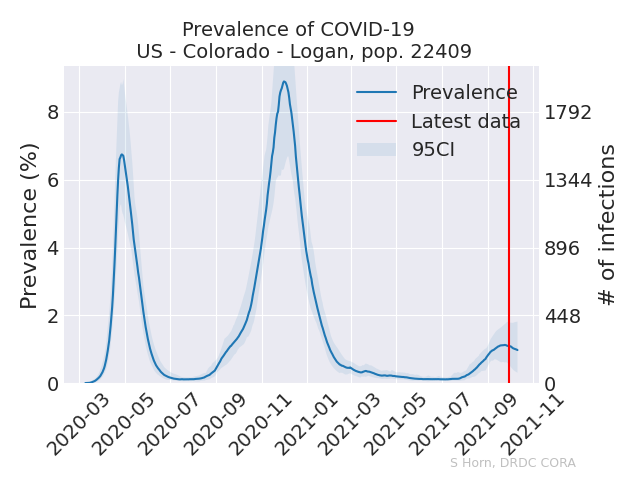 Prevalence of COVID-19
US - Colorado - Logan, pop. 22409
Prevalence
Latest data
95CI
Prevalence (%)
8
6
4
2
0
1792
1344
896
448
0
# of infections
2020-03
2020-05
2020-07
2020-09
2020-11
2021-01
2021-03
2021-05
2021-07
2021-09
2021-11
S Horn, DRDC CORA